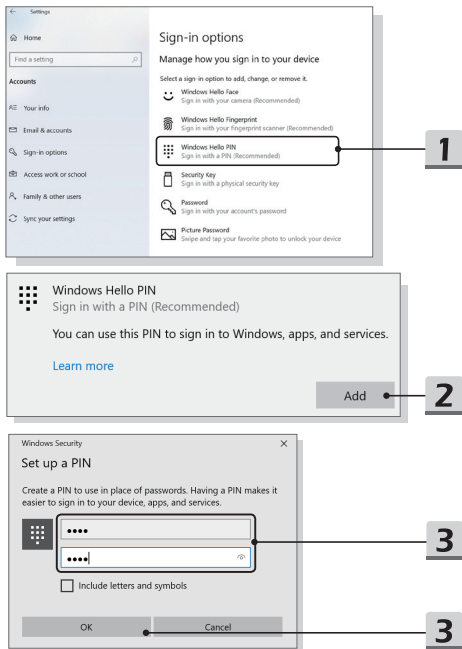 Settings
Home
Sign-in options
Find a setting
Manage how you sign in to your device
Accounts
Select a sign-in option to add, change, or remove it.
Windows Hello Face
Sign in with your camera (Recommended)
Your info
Windows Hello Fingerprint
Sign in with your fingerprint scanner (Recommended)
Email & accounts
Windows Hello PIN
Sign in with a PIN (Recommended)
1
Sign-in options
Access work or school
Security Key
Sign in with a physical security key
Family & other users
Password
Sign in with your account's password
Sync your settings
Picture Password
Swipe and tap your favorite photo to unlock your device
Windows Hello PIN
Sign in with a PIN (Recommended)
You can use this PIN to sign in to Windows, apps, and services.
Learn more
Add
2
Windows Security
Set up a PIN
Create a PIN to use in place of passwords. Having a PIN makes it
easier to sign in to your device, apps, and services.
3
Include letters and symbols
OK
Cancel
3